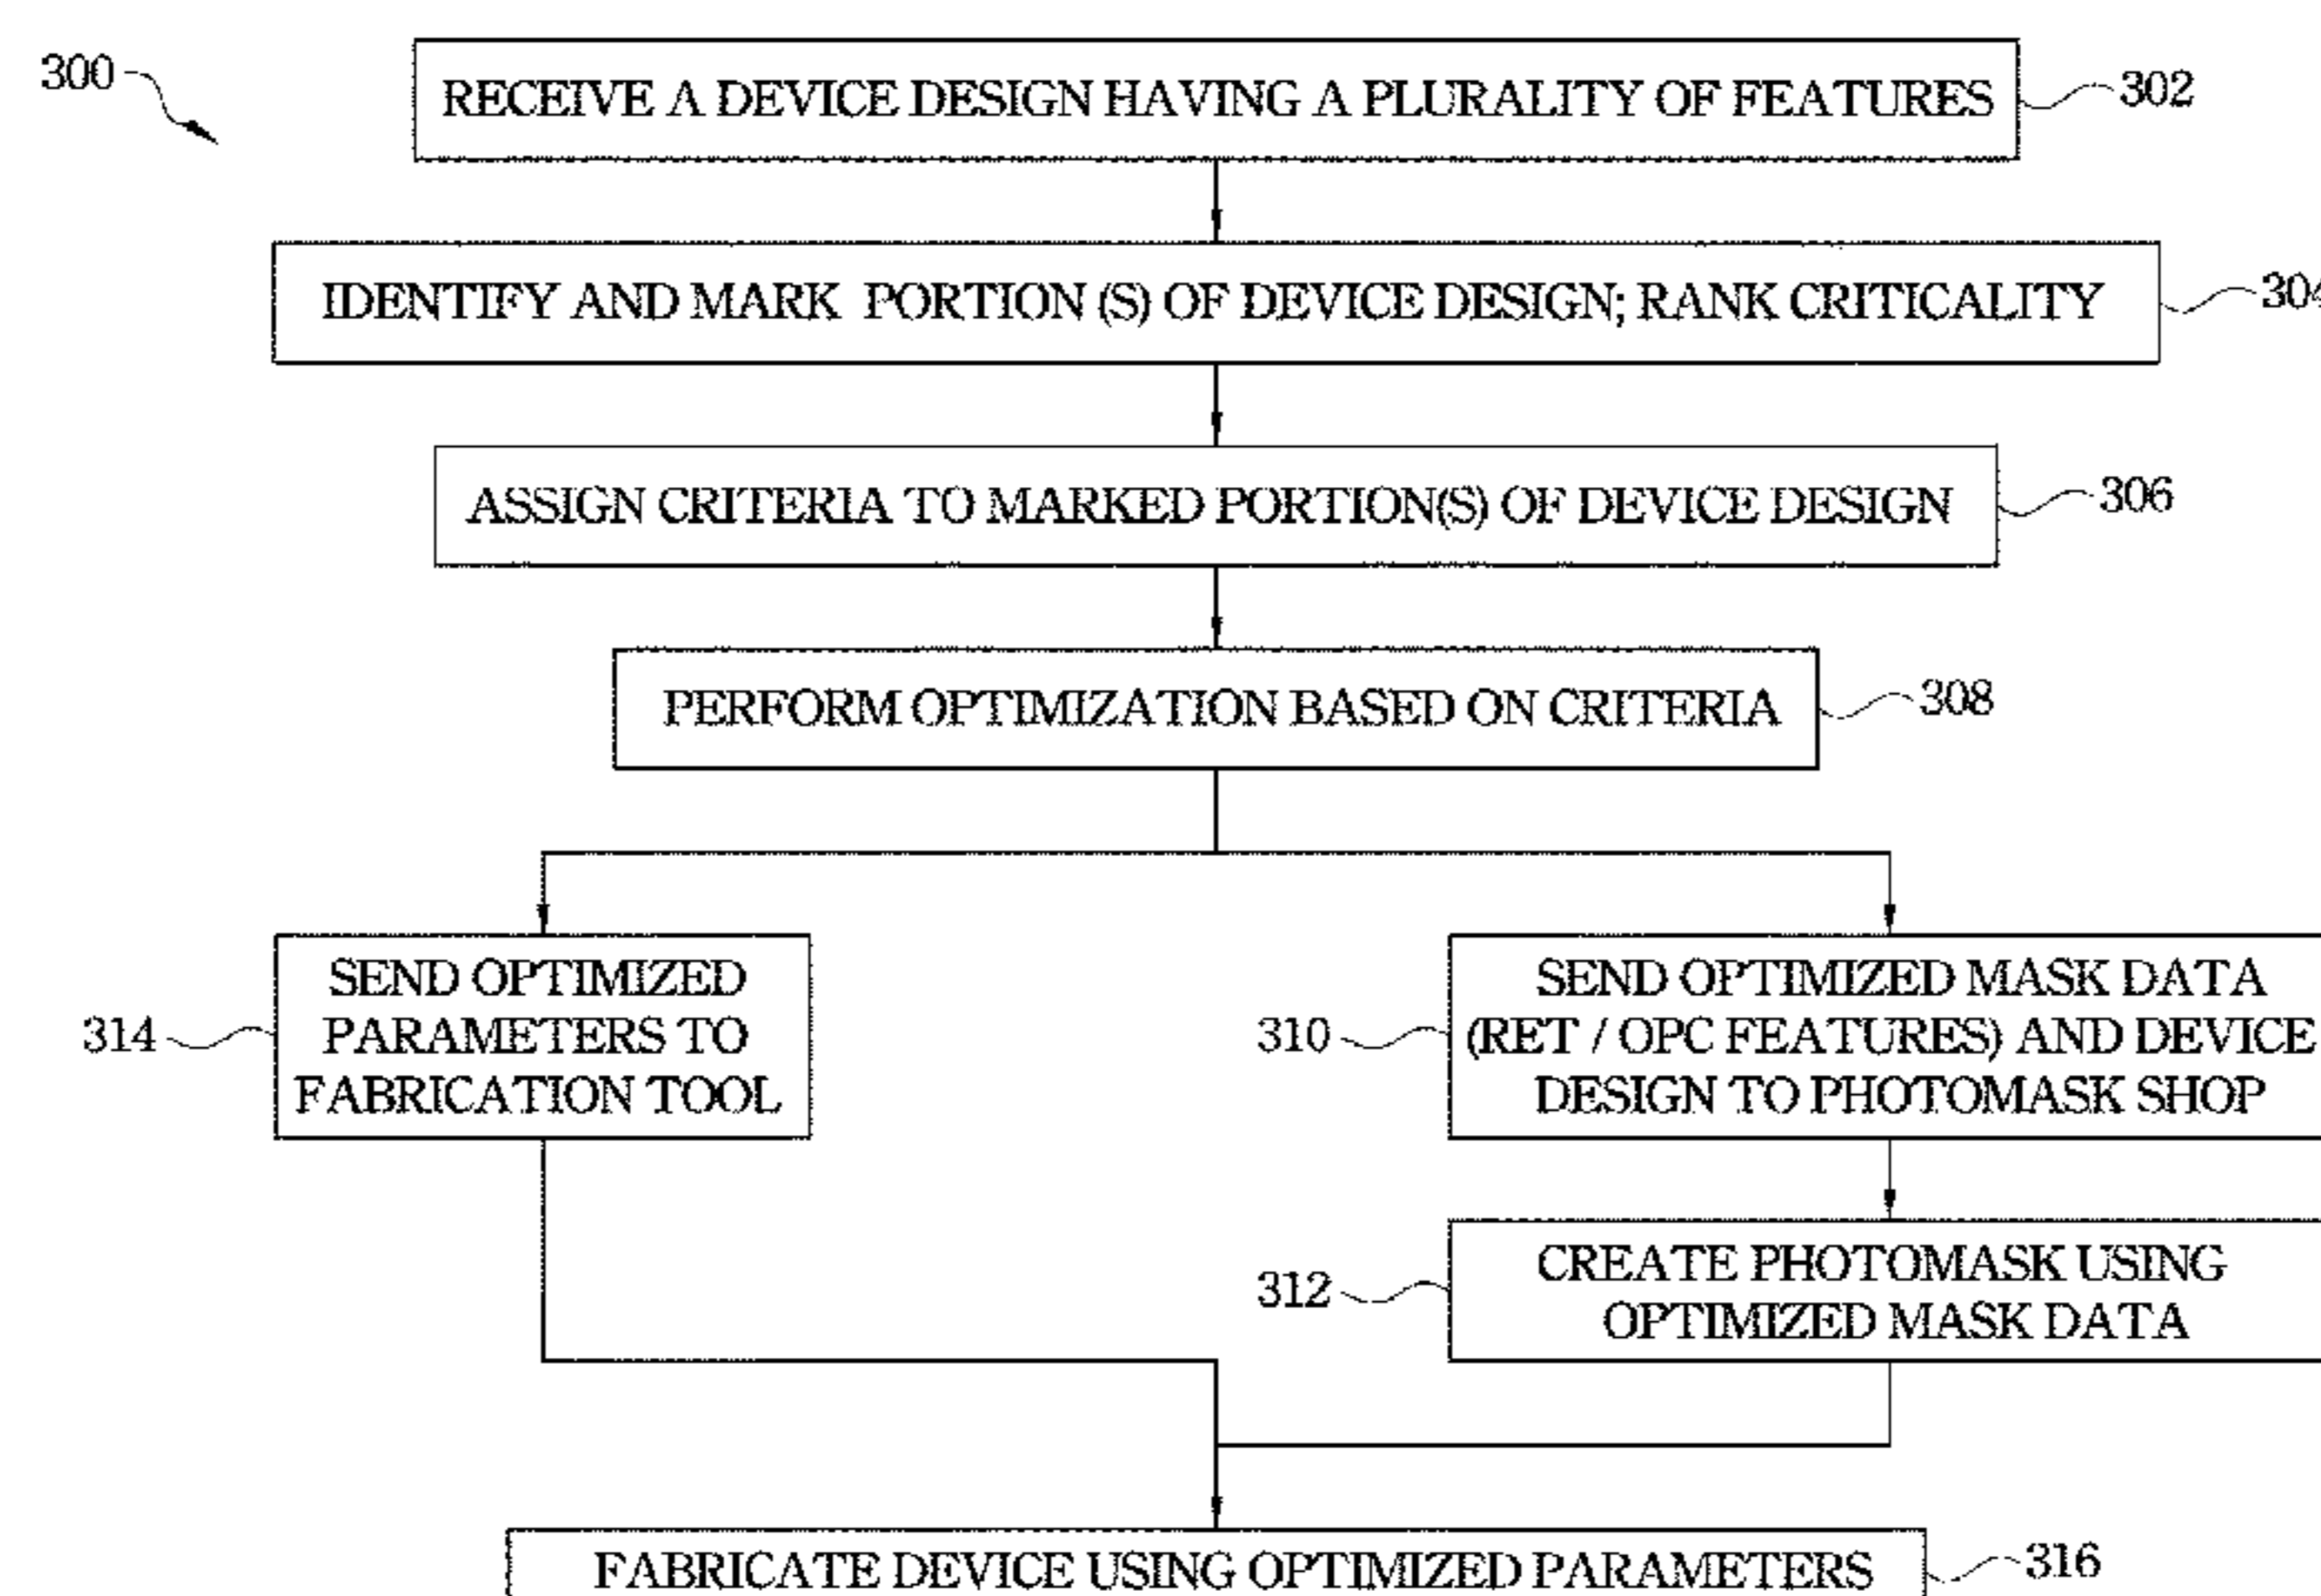 300
RECEIVE A DEVICE DESIGN HAVING A PLURALITY OF FEATURES
302
IDENTIFY AND MARK PORTION (S) OF DEVICE DESIGN; RANK CRITICALITY
304
ASSIGN CRITERIA TO MARKED PORTION(S) OF DEVICE DESIGN
306
PERFORM OPTIMIZATION BASED ON CRITERIA
308
314
SEND OPTIMIZED
PARAMETERS TO
FABRICATION TOOL
310
SEND OPTIMIZED MASK DATA
(RET / OPC FEATURES) AND DEVICE
DESIGN TO PHOTOMASK SHOP
312
CREATE PHOTOMASK USING
OPTIMIZED MASK DATA
FABRICATE DEVICE USING OPTIMIZED PARAMETERS
316